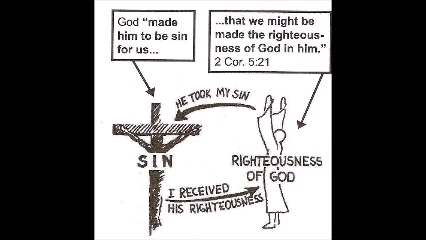 God "made
him to be sin
for us...
...that we might be
made the righteous-
ness of God in him."
2 Cor. 5:21
HE TOOK MY SIN
SIN
RIGHTEOUSNESS
OF GOD
I RECEIVED
HIS RIGHTEOUSNESS